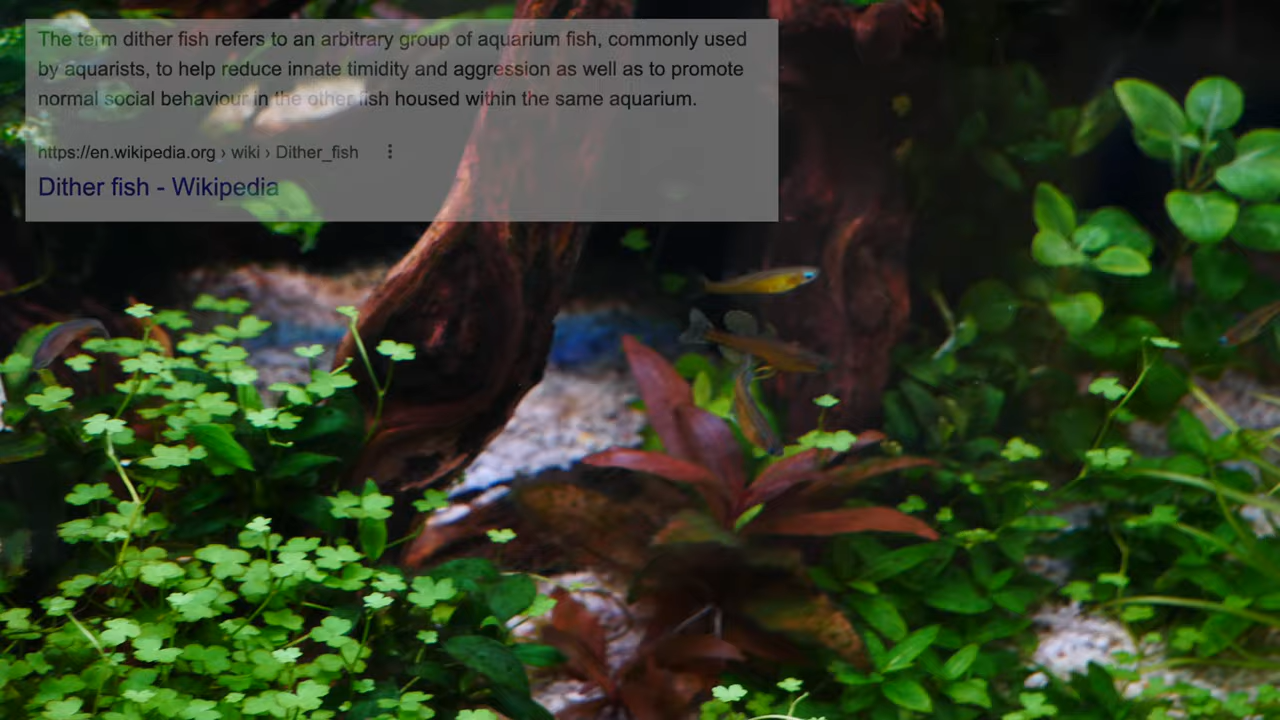 The term dither fish refers to an arbitrary group of aquarium fish, commonly used
by aquarists, to help reduce innate timidity and aggression as well as to promote
normal social behaviour in the other fish housed within the same aquarium.
https://en.wikipedia.org › wiki › Dither_fish
Dither fish - Wikipedia